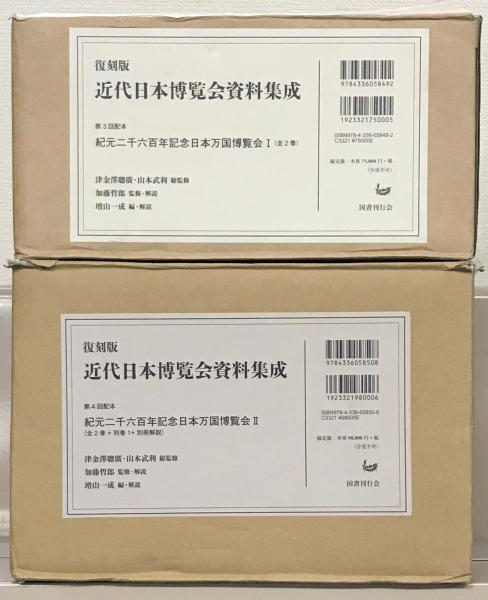 復刻版
近代日本博覧会資料集成
第3回配本
紀元二千六百年記念日本万国博覧会Ⅰ(全2巻)
津金澤聰廣・山本武利 総監修
加藤哲郎 監修・解説
増山一成 編・解説
9784336058492
1923321750005
ISBN978-4-336-05849-2
C3321 ¥75000E
揃定価:本体75,000円+税
(分売不可)
国書刊行会
復刻版
近代日本博覧会資料集成
第4回配本
紀元二千六百年記念日本万国博覧会Ⅱ
(全2巻+別巻1+別冊解説)
津金澤聰廣・山本武利 総監修
加藤哲郎 監修・解説
増山一成 編・解説
9784336058508
1923321980006
ISBN978-4-336-05850-8
C3321 ¥98000E
揃定価:本体98,000円+税
(分売不可)
国書刊行会